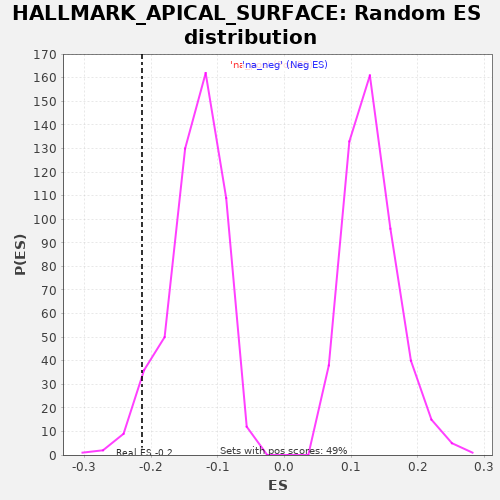 HALLMARK_APICAL_SURFACE: Random ES
distribution
'na_neg' (Neg ES)
P(ES)
170
160
150
140
130
120
110
100
90
80
70
60
50
40
30
20
10
0
Real ES -0.2
Sets with pos scores: 49%
-0.3 -0.2 -0.1 0.0 0.1 0.2 0.3
ES